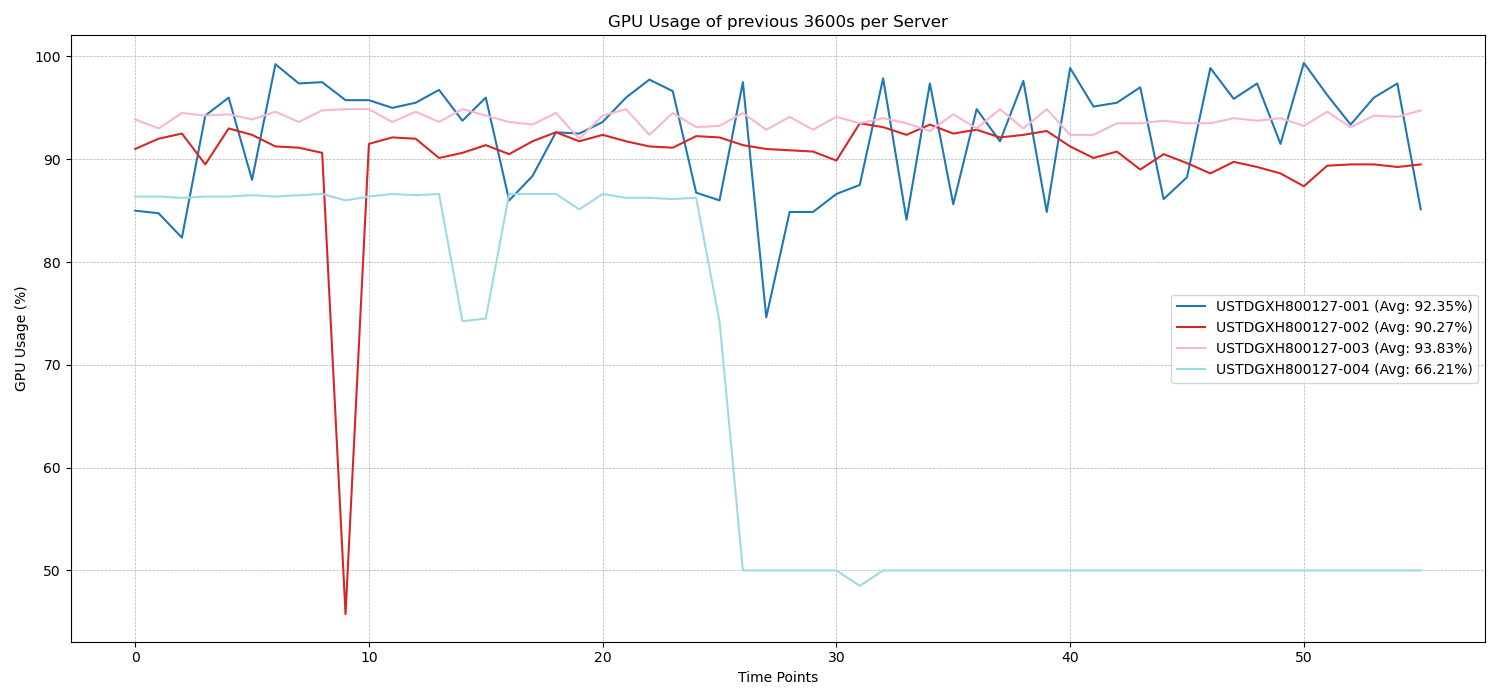 GPU Usage of previous 3600s per Server
GPU Usage (%)
100
90
80
70
60
50
USTDGXH800127-001 (Avg: 92.35%)
USTDGXH800127-002 (Avg: 90.27%)
USTDGXH800127-003 (Avg: 93.83%)
USTDGXH800127-004 (Avg: 66.21%)
0 10 20 30 40 50
Time Points